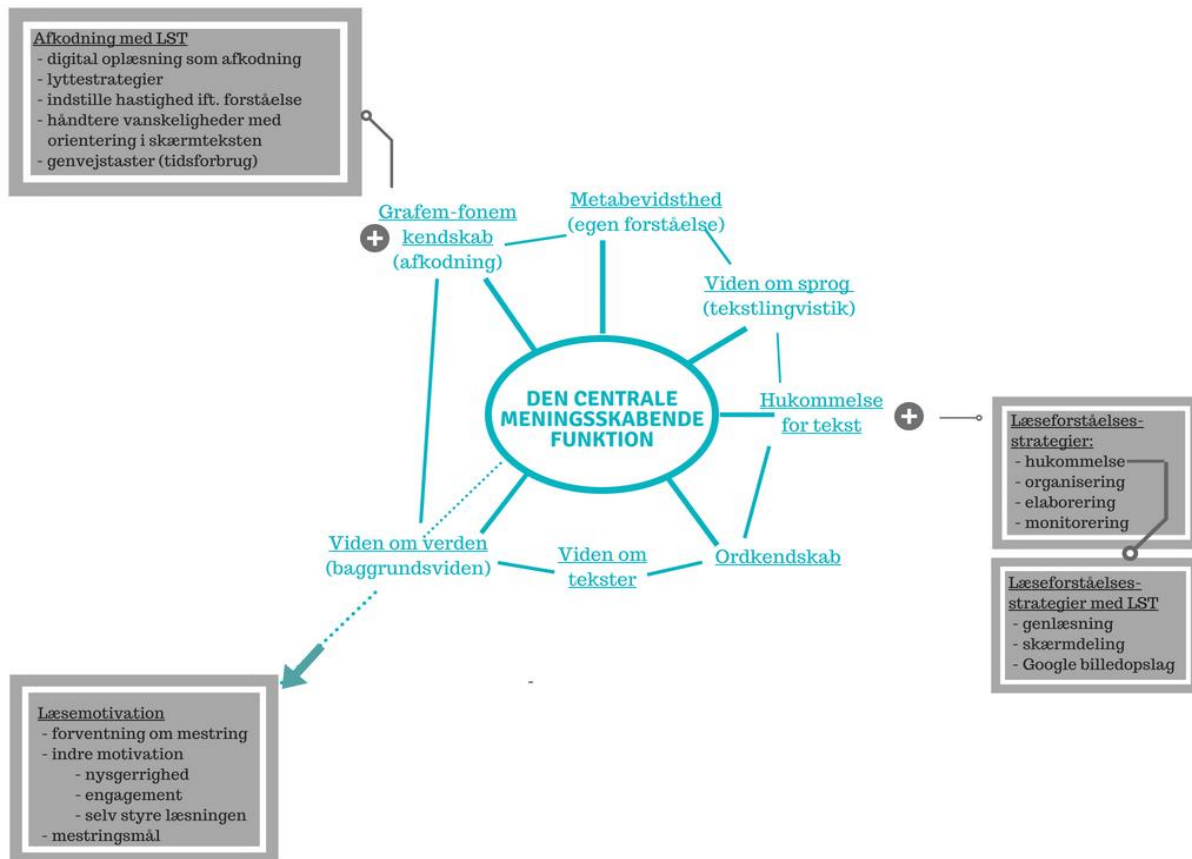 Afkodning med LST
- digital oplæsning som afkodning
- lyttestrategier
- indstille hastighed ift. forståelse
- håndtere vanskeligheder med
orientering i skærmteksten
- genvejstaster (tidsforbrug)
Grafem-fonem
kendskab
(afkodning)
+
Metabevidsthed
(egen forståelse)
Viden om sprog
(tekstlingvistik)
DEN CENTRALE
MENINGSSKABENDE
FUNKTION
Hukommelse
for tekst
+
Læseforståelses-
strategier:
- hukommelse
- organisering
- elaborering
- monitorering
Læseforståelses-
strategier med LST
- genlæsning
- skærmdeling
- Google billedopslag
Viden om verden
(baggrundsviden)
Viden om
tekster
Ordkendskab
-
Læsemotivation
- forventning om mestring
- indre motivation
- nysgerrighed
- engagement
- selv styre læsningen
- mestringsmål